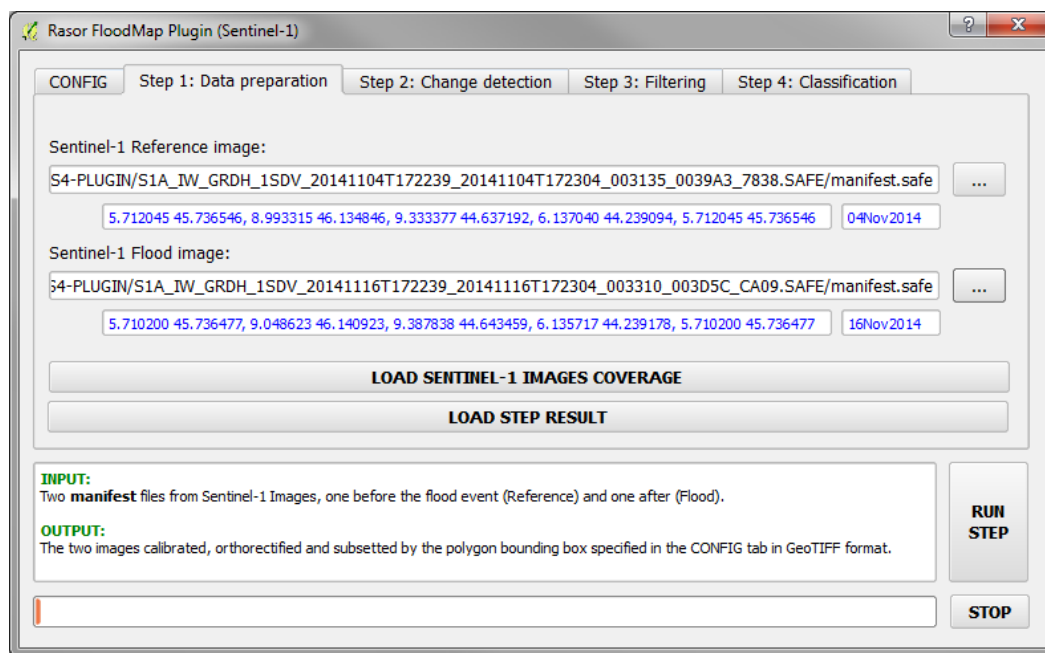 Rasor FloodMap Plugin (Sentinel-1)
?
CONFIG Step 1: Data preparation Step 2: Change detection Step 3: Filtering Step 4: Classification
Sentinel-1 Reference image:
S4-PLUGIN/S1A_IW_GRDH_1SDV_20141104T172239_20141104T172304_003135_0039A3_7838.SAFE/manifest.safe ...
5.712045 45.736546, 8.993315 46.134846, 9.333377 44.637192, 6.137040 44.239094, 5.712045 45.736546 04Nov2014
Sentinel-1 Flood image:
S4-PLUGIN/S1A_IW_GRDH_1SDV_20141116T172239_20141116T172304_003310_003D5C_CA09.SAFE/manifest.safe ...
5.710200 45.736477, 9.048623 46.140923, 9.387838 44.643459, 6.135717 44.239178, 5.710200 45.736477 16Nov2014
LOAD SENTINEL-1 IMAGES COVERAGE
LOAD STEP RESULT
INPUT:
Two manifest files from Sentinel-1 Images, one before the flood event (Reference) and one after (Flood).
OUTPUT:
The two images calibrated, orthorectified and subsetted by the polygon bounding box specified in the CONFIG tab in GeoTIFF format.
RUN
STEP
STOP